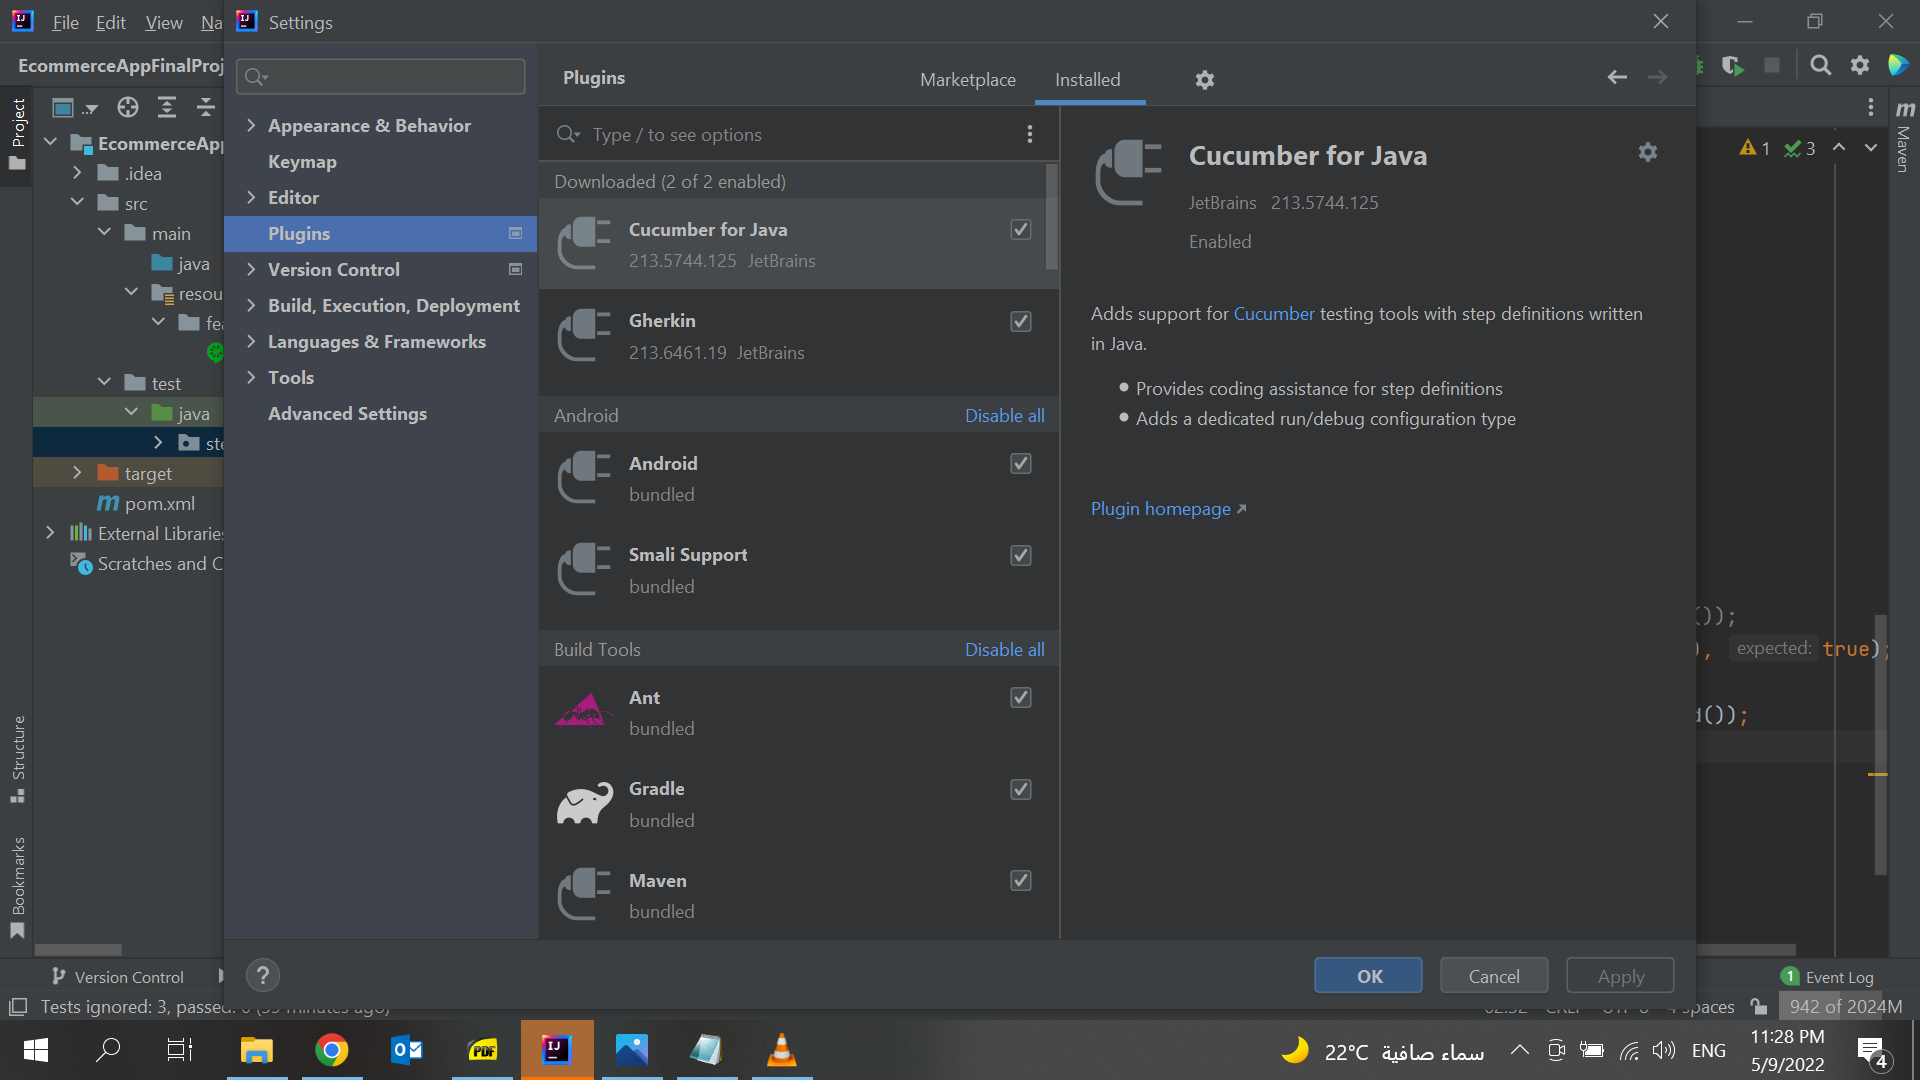 File Edit View Na
Settings
EcommerceAppFinalProj
Project
EcommerceApp
.idea
src
main
java
resou
fea
test
java
ste
target
pom.xml
External Libraries
Scratches and C
Structure
Bookmarks
Appearance & Behavior
Keymap
Editor
Plugins
Version Control
Build, Execution, Deployment
Languages & Frameworks
Tools
Advanced Settings
Plugins
Marketplace
Installed
Type / to see options
Downloaded (2 of 2 enabled)
Cucumber for Java
213.5744.125 JetBrains
Gherkin
213.6461.19 JetBrains
Android
Disable all
Android
bundled
Smali Support
bundled
Build Tools
Disable all
Ant
bundled
Gradle
bundled
Maven
bundled
Cucumber for Java
JetBrains 213.5744.125
Enabled
Adds support for Cucumber testing tools with step definitions written
in Java.
Provides coding assistance for step definitions
Adds a dedicated run/debug configuration type
Plugin homepage
1 3
m
Maven
());
), expected: true);
d());
?
OK
Cancel
Apply
Version Control
1 Event Log
Tests ignored: 3, passed:
spaces
942 of 2024M
PDF
22°C سماء صافية
ENG
11:28 PM
5/9/2022
4